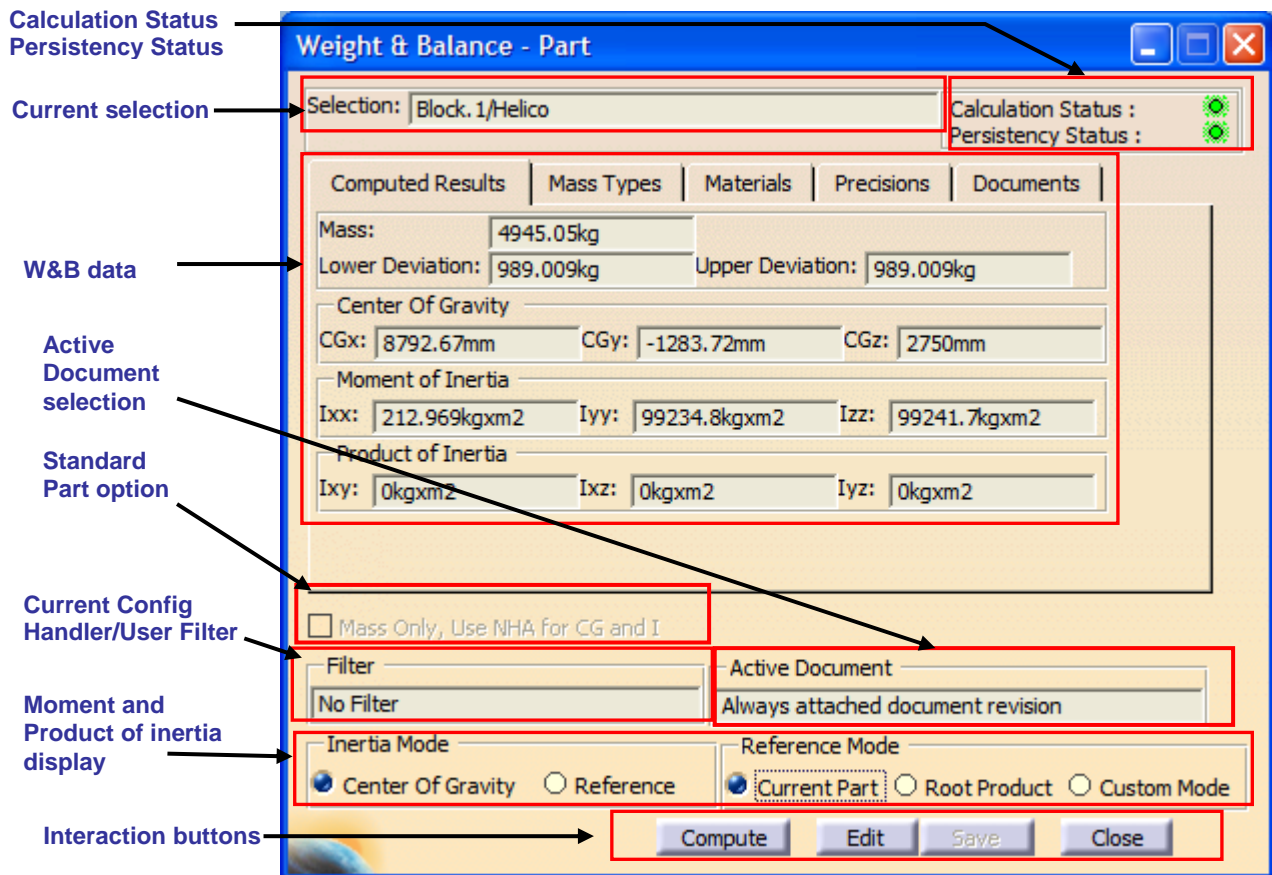 Calculation Status
Persistency Status
Weight & Balance - Part
Current selection
Selection: Block.1/Helico
Calculation Status :
Persistency Status :
Computed Results Mass Types Materials Precisions Documents
W&B data
Mass: 4945.05kg
Lower Deviation: 989.009kg Upper Deviation: 989.009kg
Center Of Gravity
CGx: 8792.67mm CGy: -1283.72mm CGz: 2750mm
Active
Document
selection
Moment of Inertia
Ixx: 212.969kgxm2 Iyy: 99234.8kgxm2 Izz: 99241.7kgxm2
Product of Inertia
Ixy: 0kgxm2 Ixz: 0kgxm2 Iyz: 0kgxm2
Standard
Part option
Mass Only, Use NHA for CG and I
Current Config
Handler/User Filter
Filter
No Filter
Active Document
Always attached document revision
Moment and
Product of inertia
display
Inertia Mode
Center Of Gravity Reference
Reference Mode
Current Part Root Product Custom Mode
Interaction buttons
Compute Edit Save Close